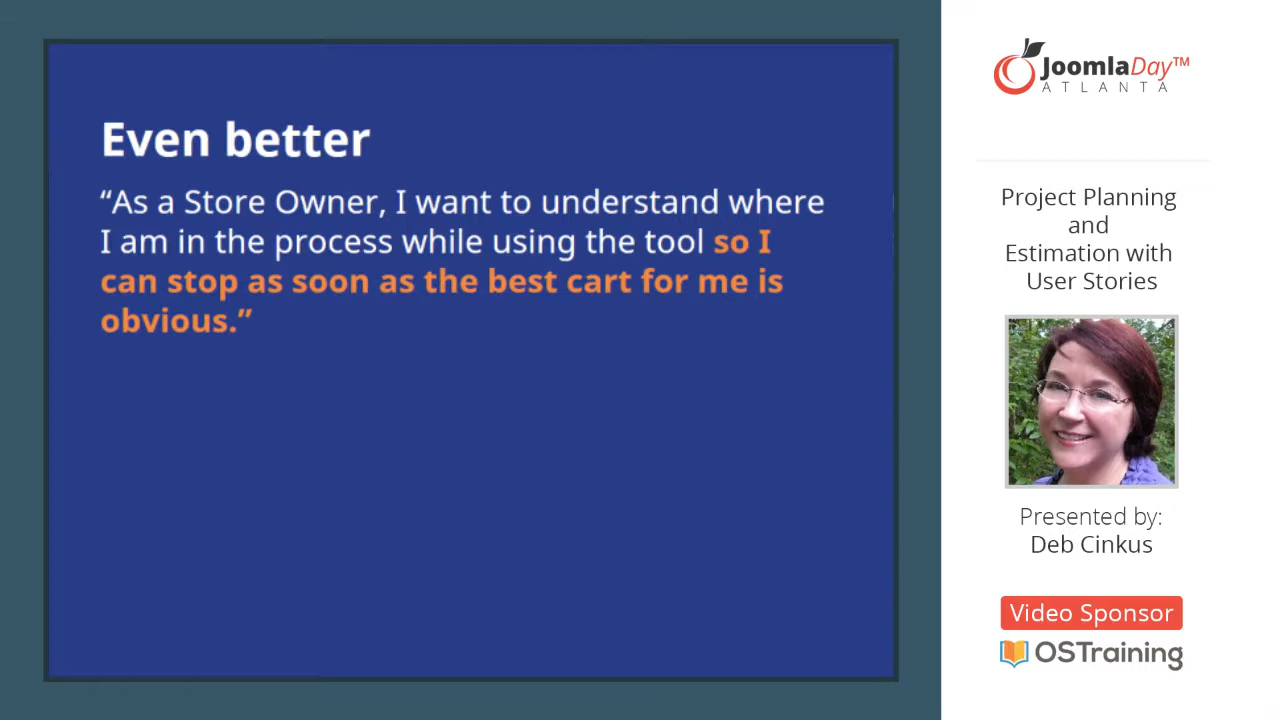 Even better
“As a Store Owner, I want to understand where
I am in the process while using the tool so I
can stop as soon as the best cart for me is
obvious.”
JoomlaDay™
ATLANTA
Project Planning
and
Estimation with
User Stories
Presented by:
Deb Cinkus
Video Sponsor
OSTraining